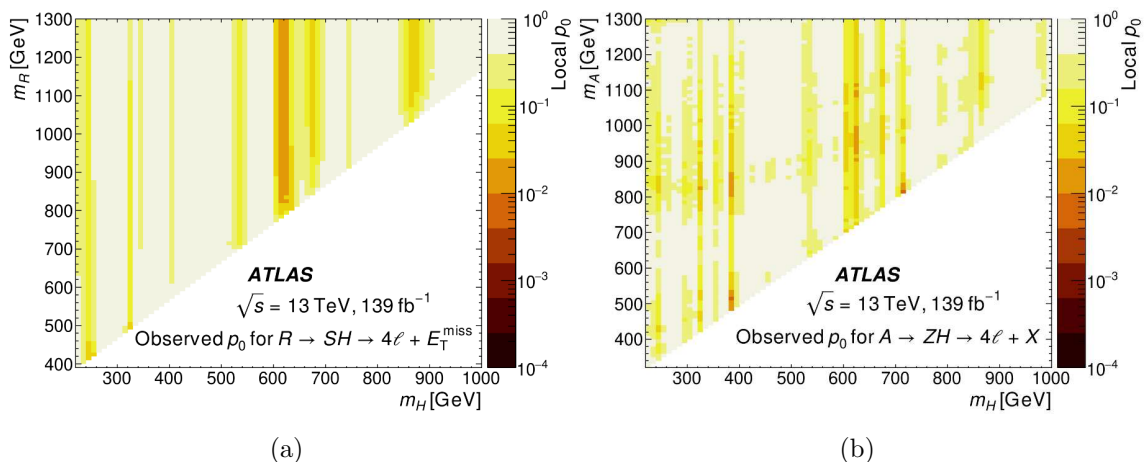 1300
1200
1100
1000
900
800
700
600
500
400
m_R [GeV]
ATLAS
√s = 13 TeV, 139 fb⁻¹
Observed p₀ for R → SH → 4ℓ + E_T^miss
300 400 500 600 700 800 900 1000
m_H [GeV]
10⁰
10⁻¹
10⁻²
10⁻³
10⁻⁴
Local p₀
(a)
1300
1200
1100
1000
900
800
700
600
500
400
m_A [GeV]
ATLAS
√s = 13 TeV, 139 fb⁻¹
Observed p₀ for A → ZH → 4ℓ + X
300 400 500 600 700 800 900 1000
m_H [GeV]
10⁰
10⁻¹
10⁻²
10⁻³
10⁻⁴
Local p₀
(b)